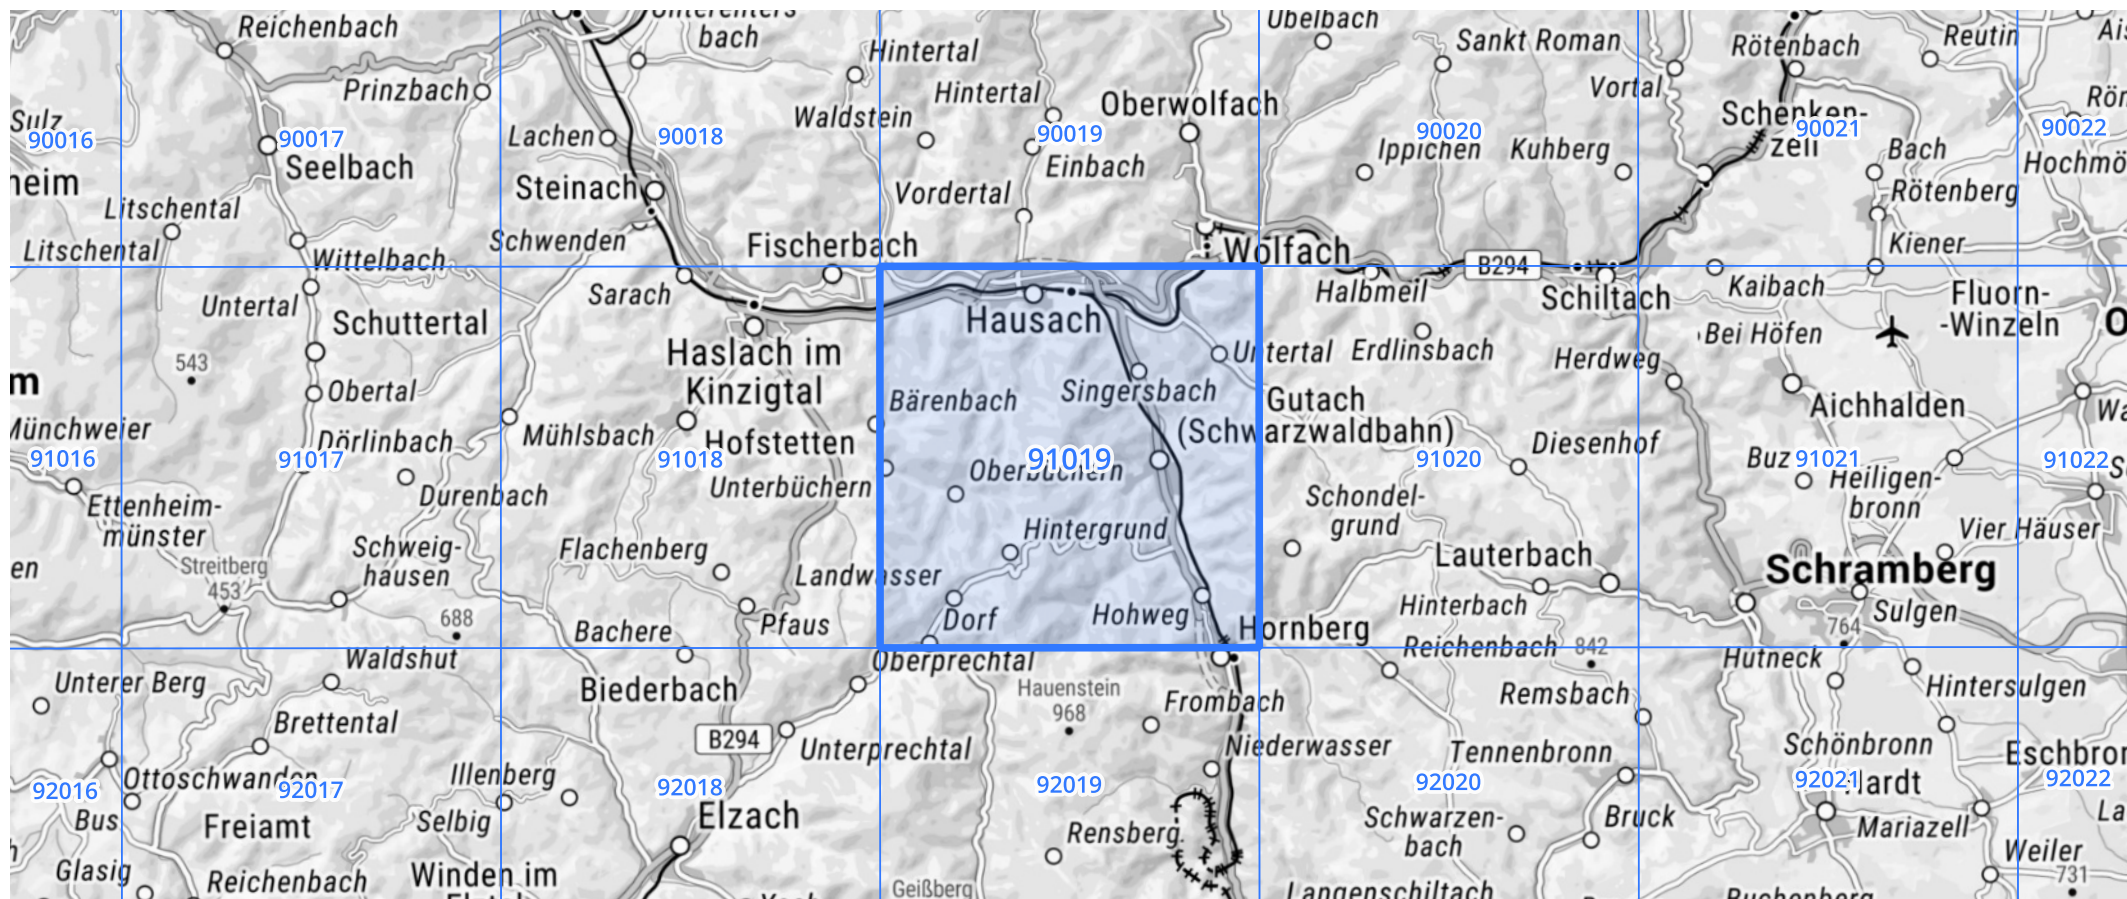 Reichenbach
bach
Hintertal
Übelbach
Sankt Roman
Rötenbach
Reutin
Prinzbach
Hintertal
Oberwolfach
Vortal
Sulz
90016
90017
Lachen
90018
Waldstein
90019
90020
Schenken-
zell
90021
90022
Seelbach
Einbach
Ippichen
Kuhberg
Bach
Hochmö
heim
Steinach
Vordertal
Rötenberg
Litschental
Litschental
Schwenden
Fischerbach
Wolfach
Kiener
Wittelbach
B294
Untertal
Sarach
Halbmeil
Schiltach
Kaibach
Fluorn-
-Winzeln
Schuttertal
Hausach
Bei Höfen
543
Haslach im
Kinzigtal
Untertal
Erdlinsbach
Herdweg
Obertal
Bärenbach
Singersbach
Gutach
(Schwarzwaldbahn)
Aichhalden
Münchweier
Dörlinbach
Mühlsbach
Hofstetten
Diesenhof
91016
91017
91018
91019
91020
Buz
91021
91022
Oberbüchern
Ettenheim-
münster
Durenbach
Unterbüchern
Schondel-
grund
Heiligen-
bronn
Hintergrund
Vier Häuser
Schweig-
hausen
Flachenberg
Lauterbach
Streitberg
453
Landwasser
Schramberg
688
Bachere
Pfaus
Dorf
Hohweg
Hornberg
Hinterbach
Sulgen
764
Waldshut
Oberprechtal
Reichenbach
842
Hutneck
Unterer Berg
Biederbach
Hauenstein
968
Frombach
Remsbach
Hintersulgen
Brettental
B294
Unterprechtal
Niederwasser
Tennenbronn
Schönbronn
Ottoschwanden
Illenberg
92016
92017
92018
92019
92020
92021
Hardt
92022
Bus
Freiamt
Selbig
Elzach
Rensberg
Schwarzen-
bach
Bruck
Mariazell
Glasig
Reichenbach
Winden im
Geißberg
Langenschiltach
Weiler
731